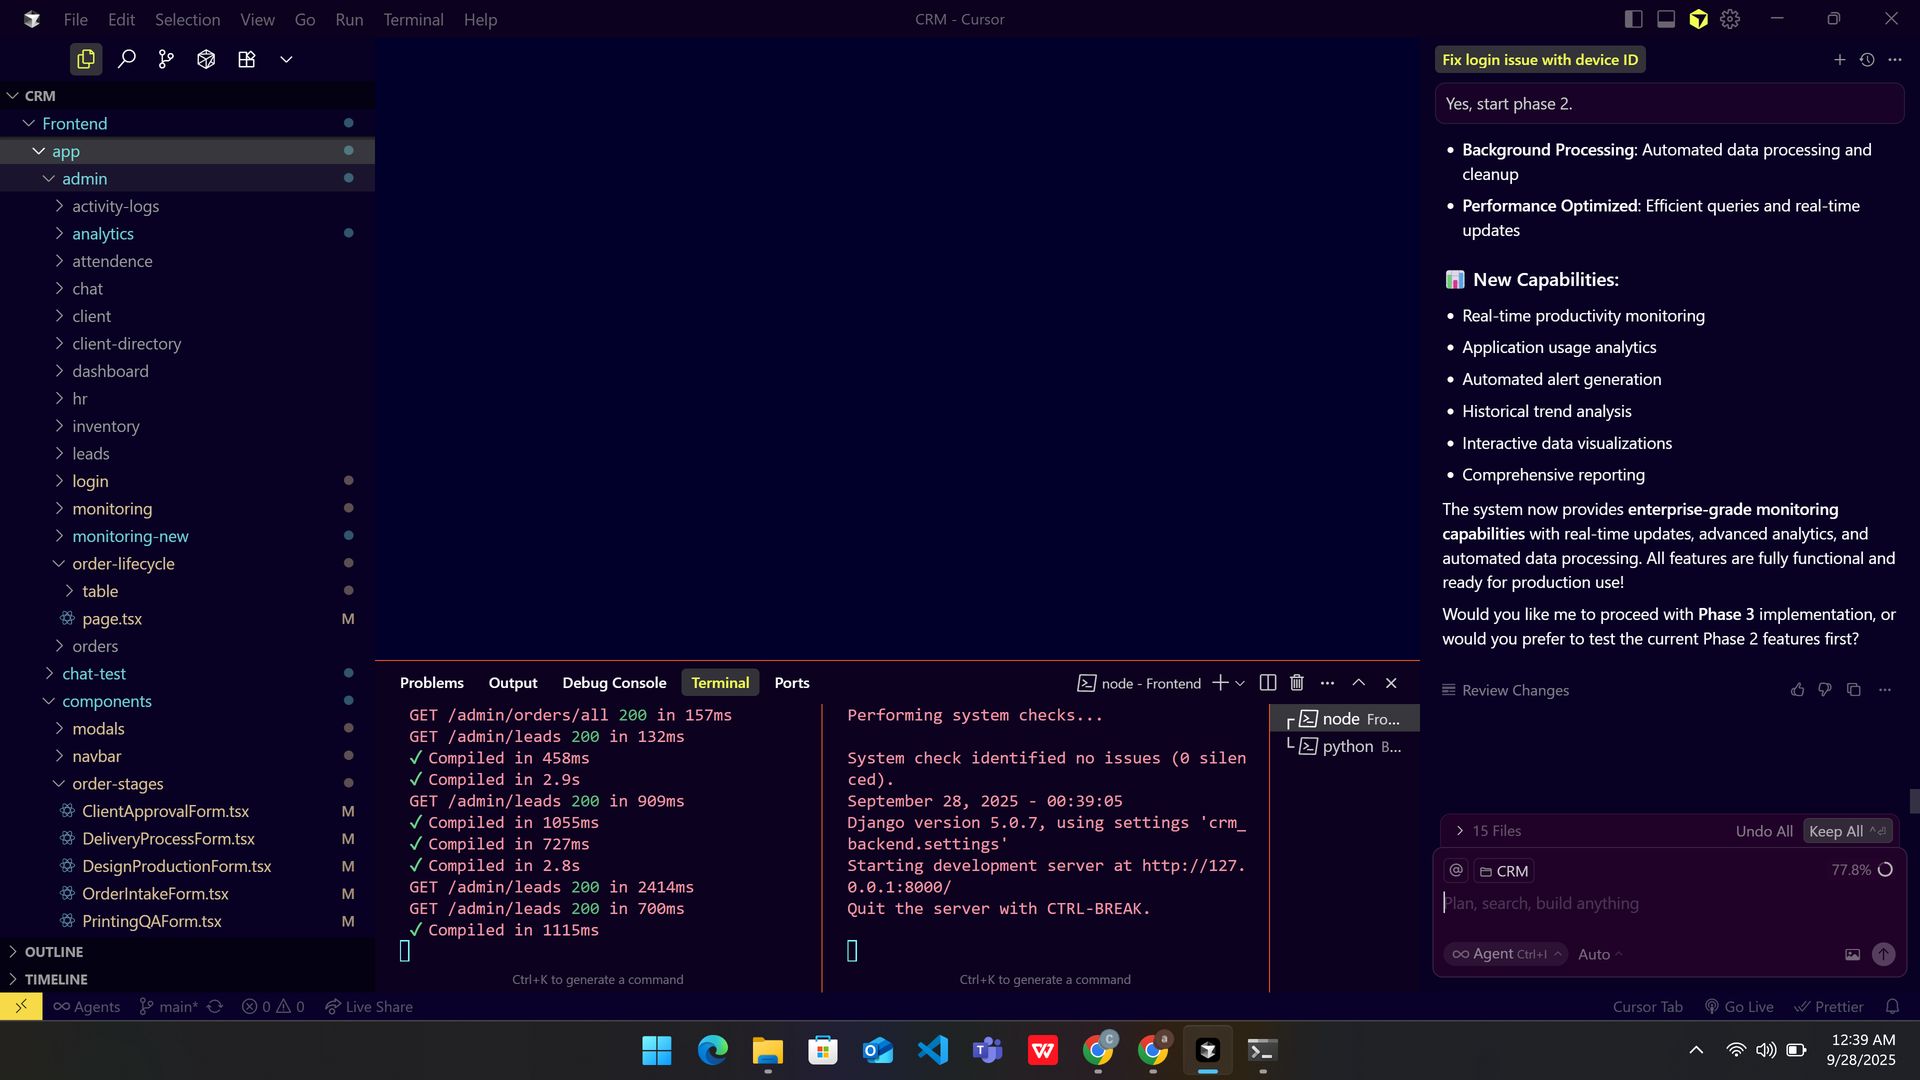 File Edit Selection View Go Run Terminal Help
CRM - Cursor
CRM
Frontend
app
admin
activity-logs
analytics
attendence
chat
client
client-directory
dashboard
hr
inventory
leads
login
monitoring
monitoring-new
order-lifecycle
table
page.tsx M
orders
chat-test
components
modals
navbar
order-stages
ClientApprovalForm.tsx M
DeliveryProcessForm.tsx M
DesignProductionForm.tsx M
OrderIntakeForm.tsx M
PrintingQAForm.tsx M
OUTLINE
TIMELINE
Problems Output Debug Console Terminal Ports
node - Frontend
GET /admin/orders/all 200 in 157ms
GET /admin/leads 200 in 132ms
✓ Compiled in 458ms
✓ Compiled in 2.9s
GET /admin/leads 200 in 909ms
✓ Compiled in 1055ms
✓ Compiled in 727ms
✓ Compiled in 2.8s
GET /admin/leads 200 in 2414ms
GET /admin/leads 200 in 700ms
✓ Compiled in 1115ms
Ctrl+K to generate a command
Performing system checks...
System check identified no issues (0 silen
ced).
September 28, 2025 - 00:39:05
Django version 5.0.7, using settings 'crm_
backend.settings'
Starting development server at http://127.
0.0.1:8000/
Quit the server with CTRL-BREAK.
Ctrl+K to generate a command
node Fro...
python B...
Fix login issue with device ID
Yes, start phase 2.
• Background Processing: Automated data processing and
cleanup
• Performance Optimized: Efficient queries and real-time
updates
📊 New Capabilities:
• Real-time productivity monitoring
• Application usage analytics
• Automated alert generation
• Historical trend analysis
• Interactive data visualizations
• Comprehensive reporting
The system now provides enterprise-grade monitoring
capabilities with real-time updates, advanced analytics, and
automated data processing. All features are fully functional and
ready for production use!
Would you like me to proceed with Phase 3 implementation, or
would you prefer to test the current Phase 2 features first?
Review Changes
15 Files Undo All Keep All
@ CRM 77.8%
Plan, search, build anything
Agent Ctrl+I Auto
Agents main* 0 0 Live Share
Cursor Tab Go Live Prettier
12:39 AM
9/28/2025